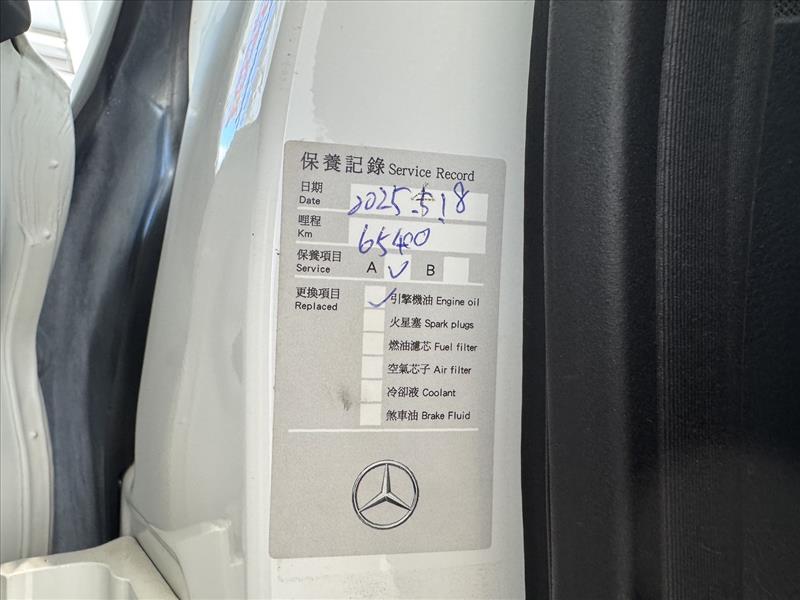 保養記錄 Service Record
日期
Date
2025.5.18
哩程
Km
65400
保養項目
Service
A ✓ B
更換項目
Replaced
✓ 引擎機油 Engine oil
火星塞 Spark plugs
燃油濾芯 Fuel filter
空氣芯子 Air filter
冷卻液 Coolant
煞車油 Brake Fluid